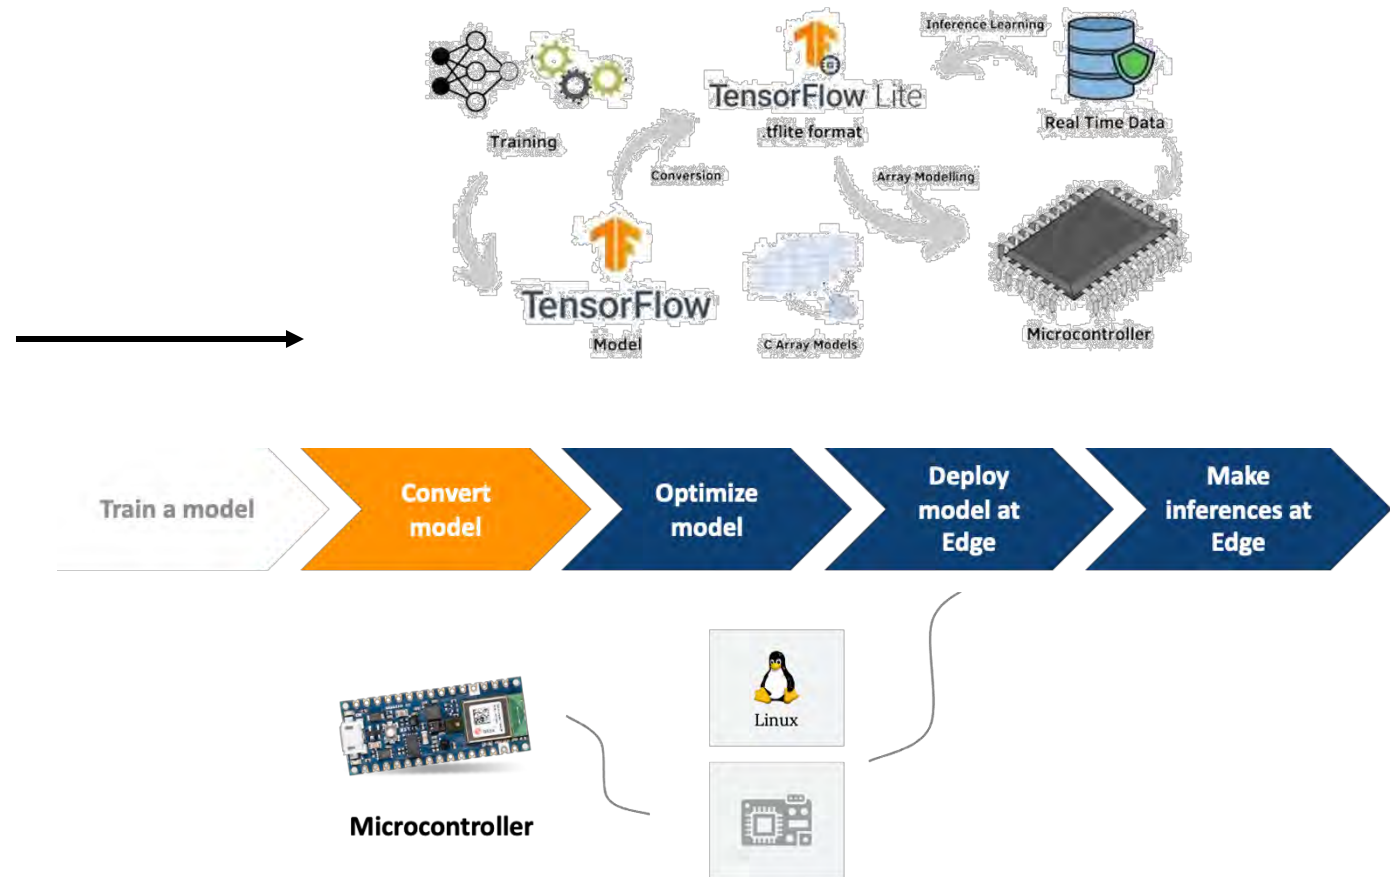 Inference Learning
TensorFlow Lite
.tflite format
Real Time Data
Training
Conversion
Array Modelling
TensorFlow
Model
C Array Models
Microcontroller
Train a model
Convert
model
Optimize
model
Deploy
model at
Edge
Make
inferences at
Edge
Linux
Microcontroller